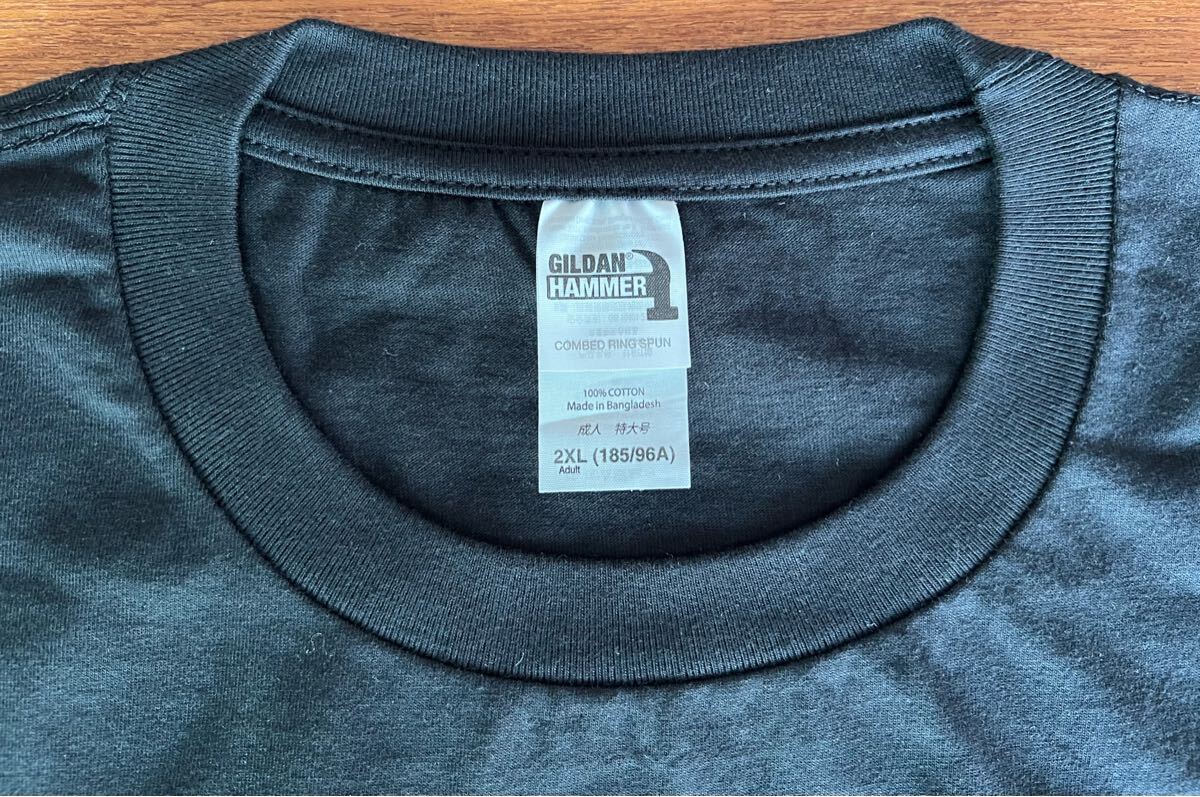 GILDAN®
HAMMER
COMBED RING SPUN
100% COTTON
Made in Bangladesh
成人 特大号
2XL (185/96A)
Adult